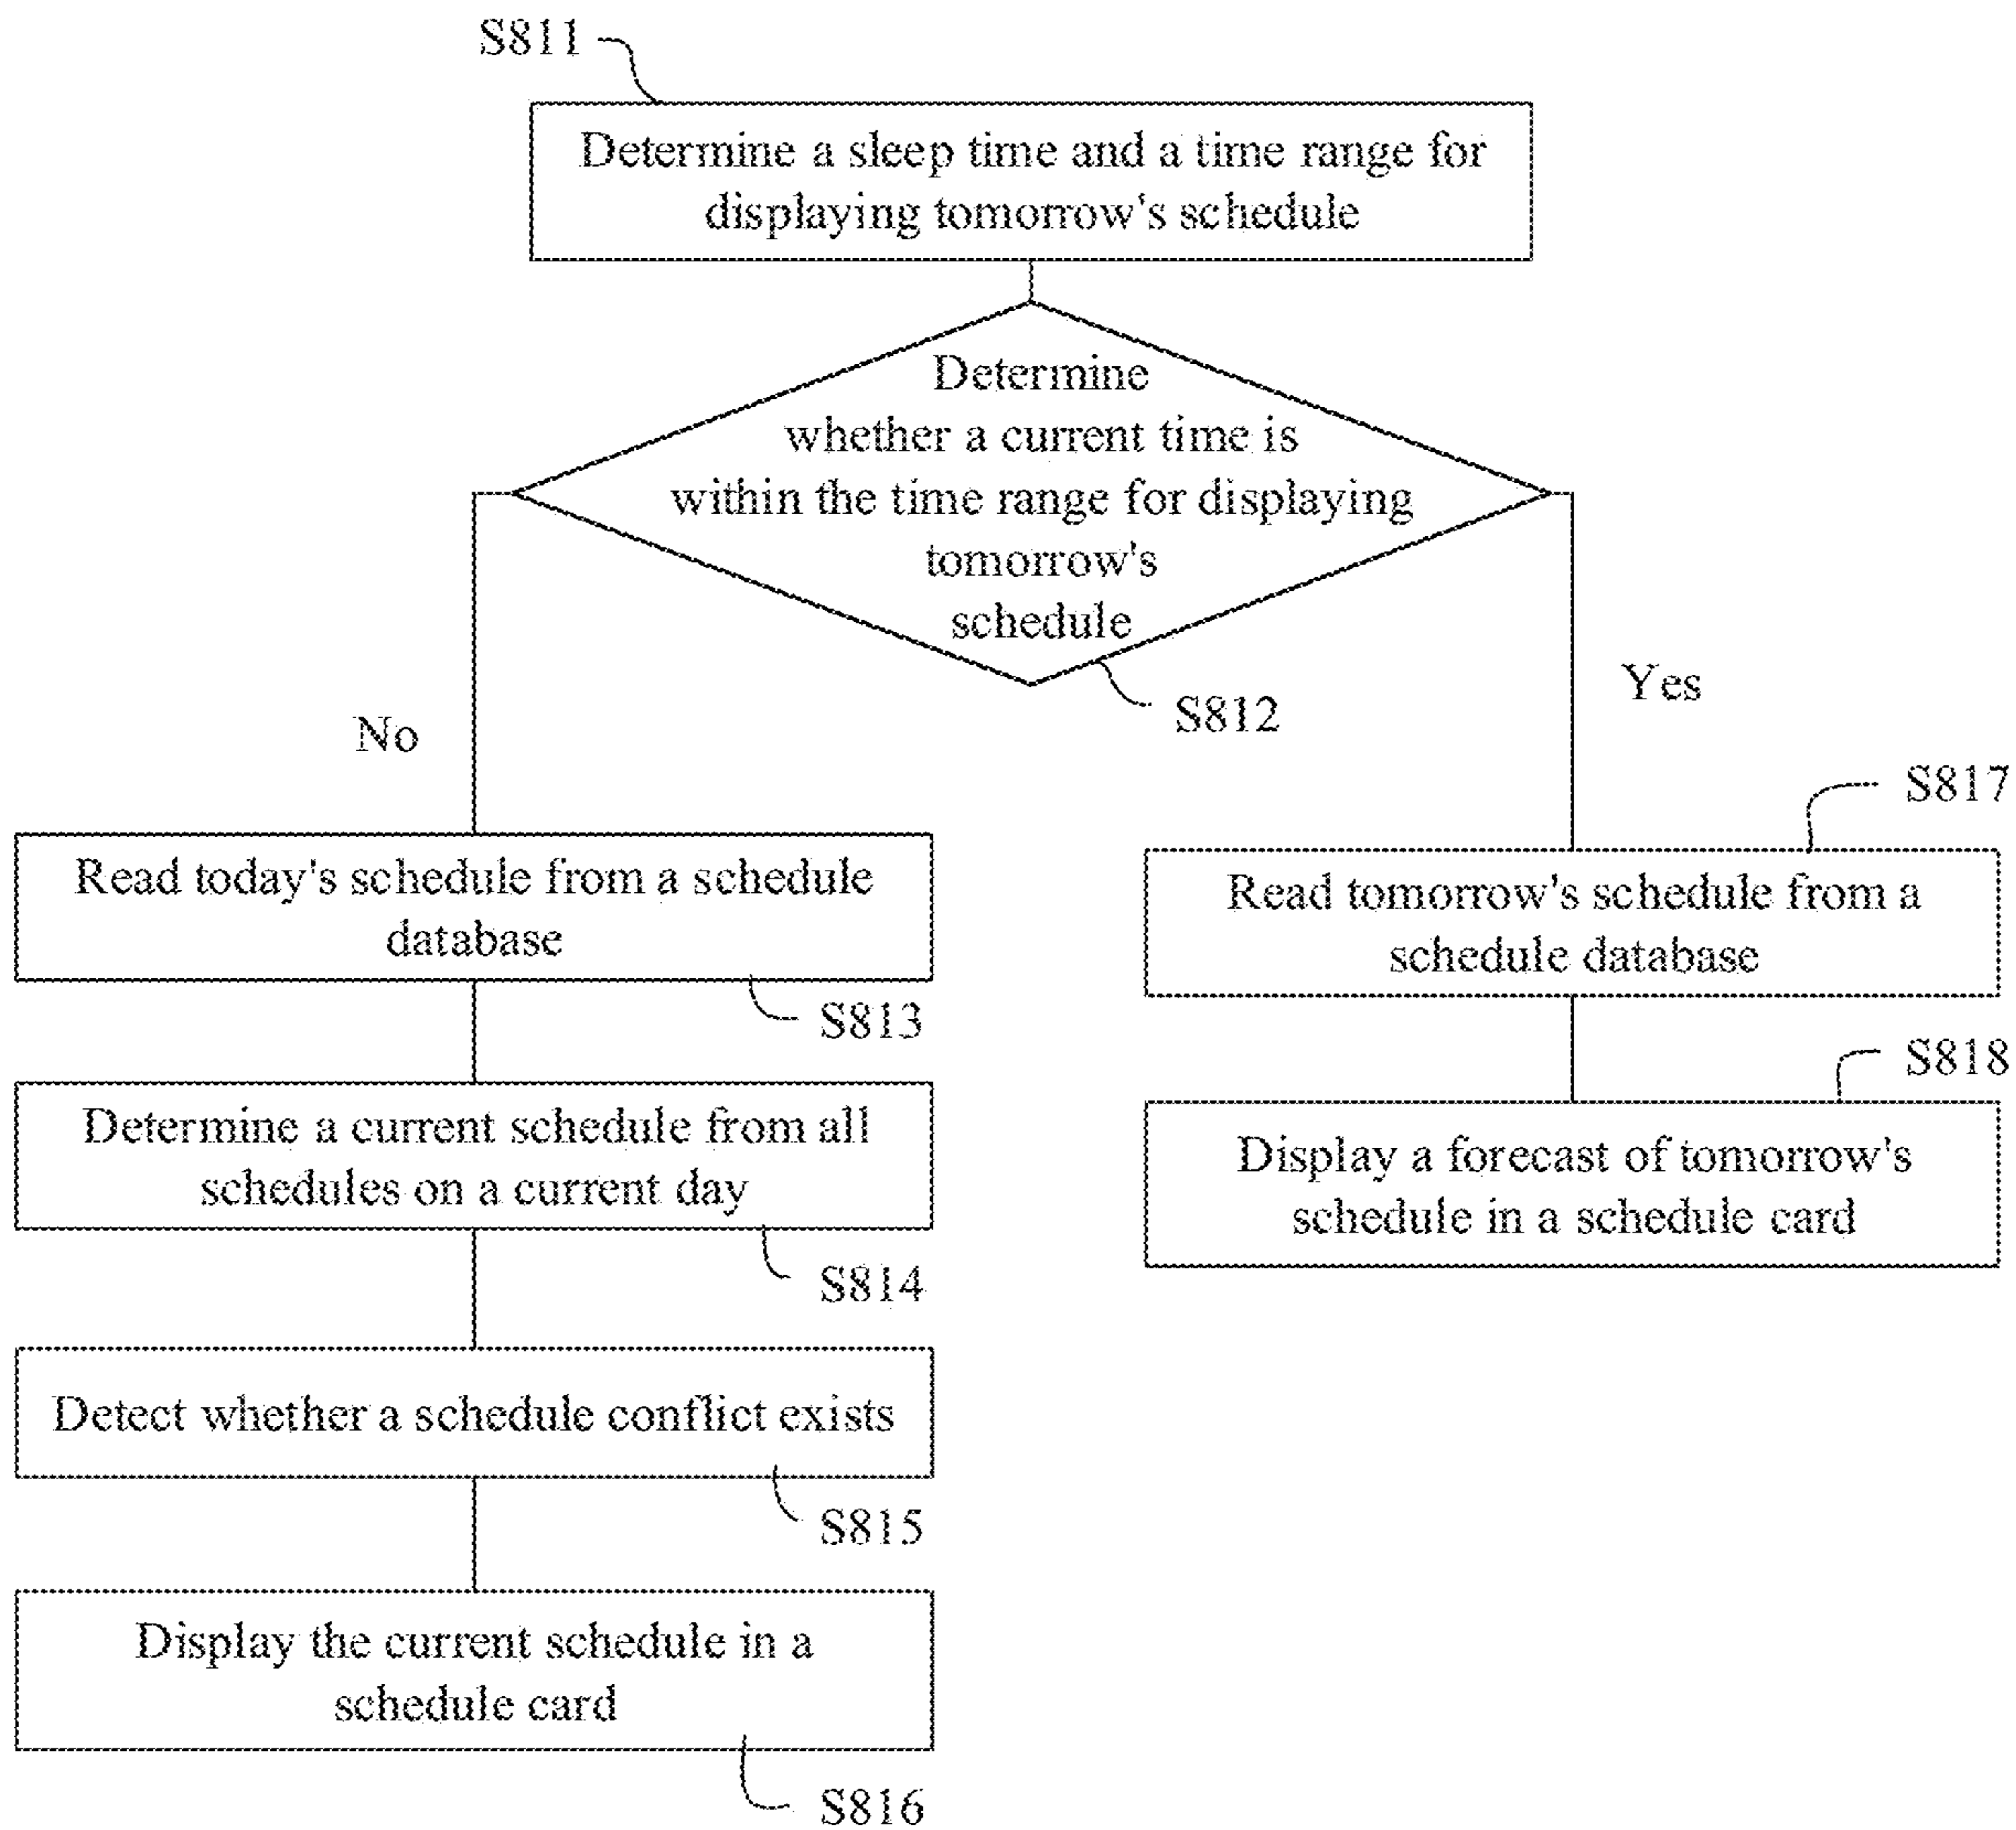 S811
Determine a sleep time and a time range for
displaying tomorrow's schedule
Determine
whether a current time is
within the time range for displaying
tomorrow's
schedule
S812
No
Yes
Read today's schedule from a schedule
database
S813
Determine a current schedule from all
schedules on a current day
S814
Detect whether a schedule conflict exists
S815
Display the current schedule in a
schedule card
S816
S817
Read tomorrow's schedule from a
schedule database
S818
Display a forecast of tomorrow's
schedule in a schedule card